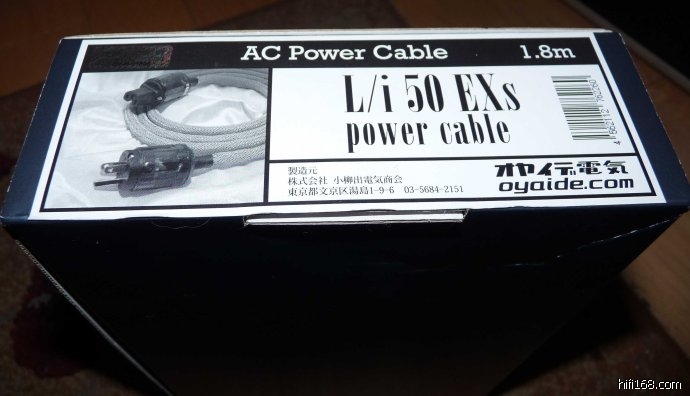 AC Power Cable 1.8m
L/i 50 EXs
power cable
製造元
株式会社 小柳出電気商会
東京都文京区湯島1-9-6 03-5684-2151
オヤイデ電気
oyaide.com
hifi168.com